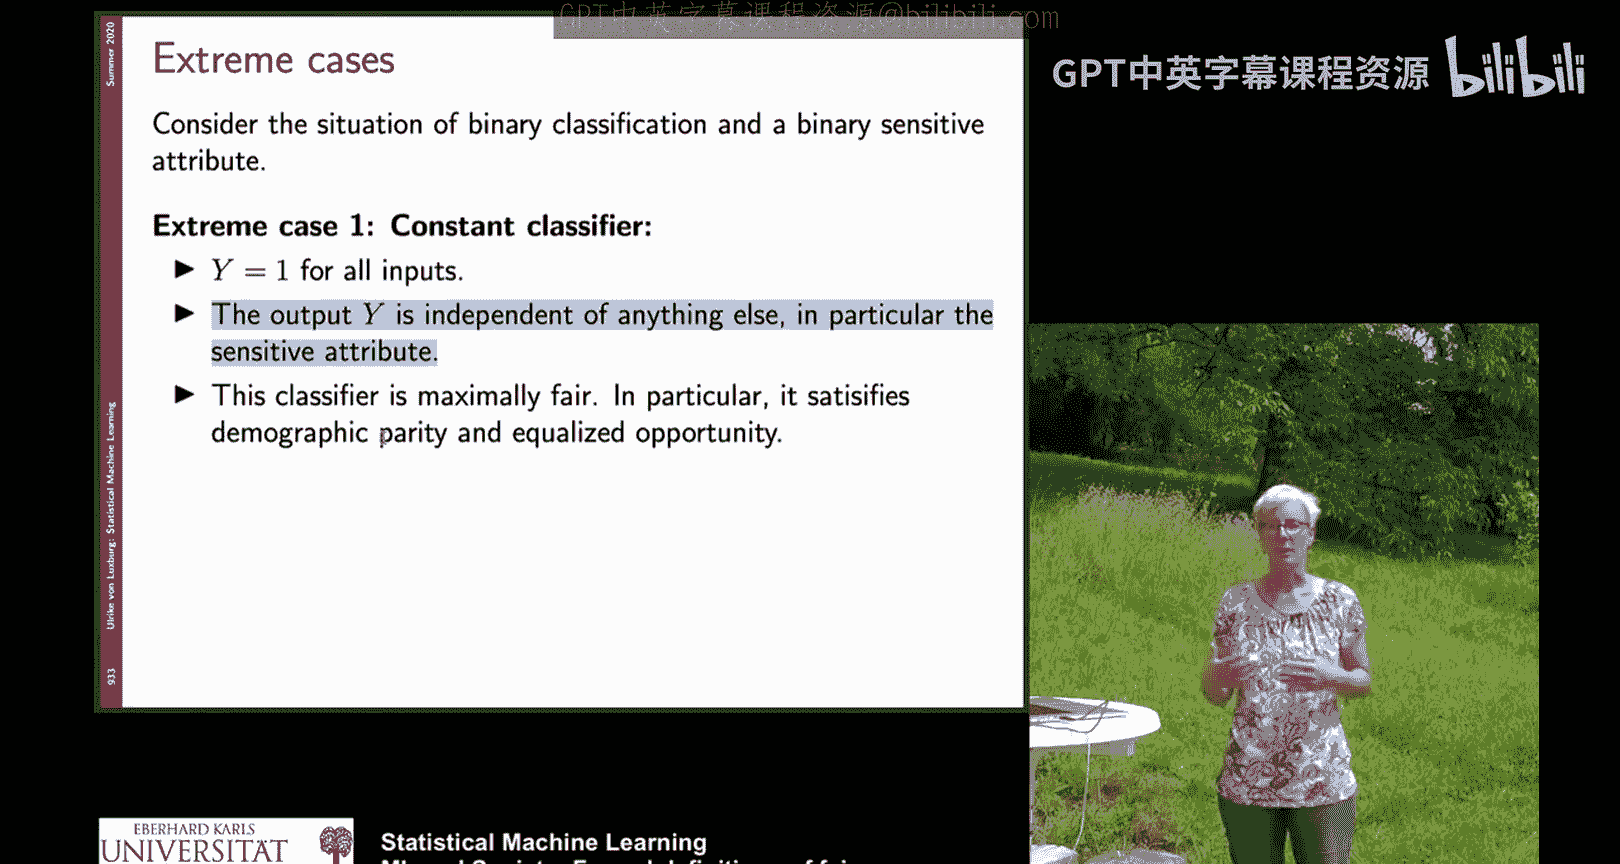 GPT中英字幕课程资源@bilibili.com
GPT中英字幕课程资源 bilibili
Summer 2020
Extreme cases
Consider the situation of binary classification and a binary sensitive
attribute.
Extreme case 1: Constant classifier:
▶ Y = 1 for all inputs.
▶ The output Y is independent of anything else, in particular the
sensitive attribute.
▶ This classifier is maximally fair. In particular, it satisifies
demographic parity and equalized opportunity.
Ulrike von Luxburg: Statistical Machine Learning
933
EBERHARD KARLS
UNIVERSITÄT
Statistical Machine Learning